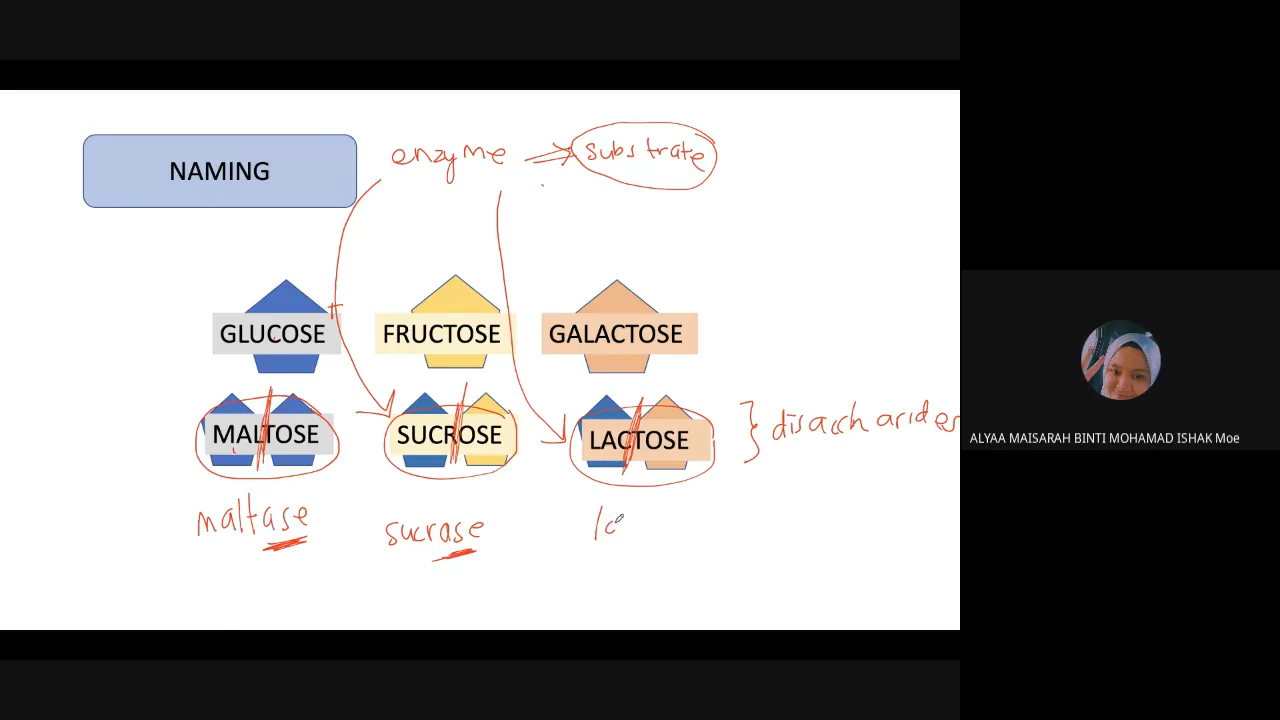 NAMING
enzyme ⇒ substrate
GLUCOSE FRUCTOSE GALACTOSE
MALTOSE SUCROSE LACTOSE } disaccharides
ALYAA MAISARAH BINTI MOHAMAD ISHAK Moe
maltase sucrase